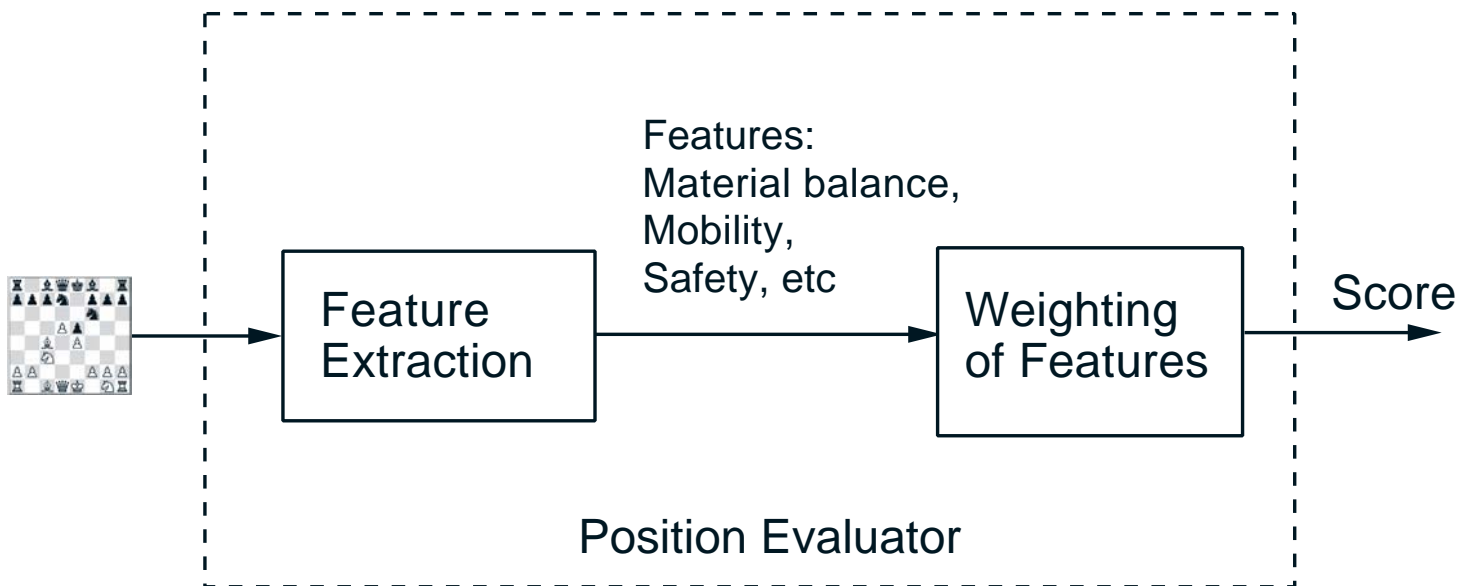 Features:
Material balance,
Mobility,
Safety, etc
Feature
Extraction
Weighting
of Features
Score
Position Evaluator